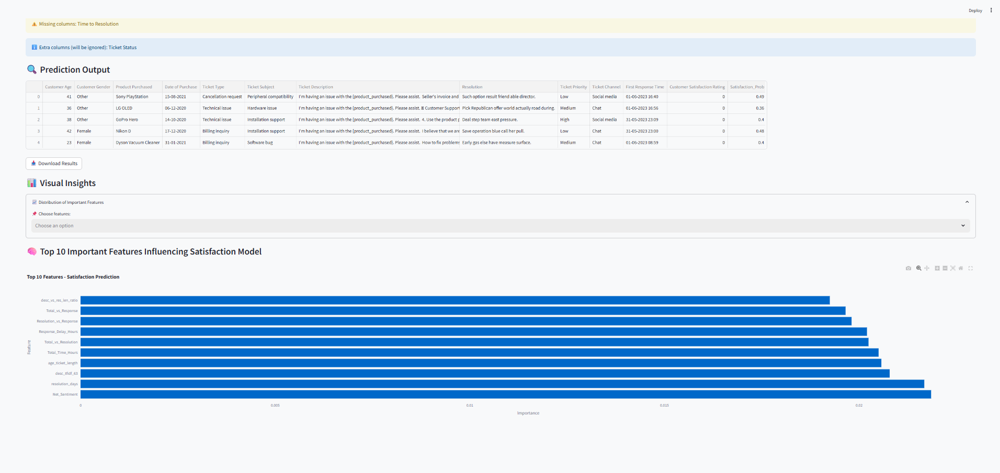 Deploy
Missing columns: Time to Resolution
Extra columns (will be ignored): Ticket Status
Prediction Output
Customer Age Customer Gender Product Purchased Date of Purchase Ticket Type Ticket Subject Ticket Description Resolution Ticket Priority Ticket Channel First Response Time Customer Satisfaction Rating Satisfaction_Prob
0 41 Other Sony PlayStation 15-08-2021 Cancellation request Peripheral compatibility I'm having an issue with the {product_purchased}. Please assist. Seller's invoice and Such option result friend able director. Low Social media 01-06-2023 16:40 0 0.49
1 36 Other LG OLED 06-12-2020 Technical issue Hardware issue I'm having an issue with the {product_purchased}. Please assist. Customer Support Pick Republican offer world actually road during. Medium Chat 01-06-2023 16:56 0 0.36
2 38 Other GoPro Hero 14-10-2020 Technical issue Installation support I'm having an issue with the {product_purchased}. Please assist. 4. Use the product p Deal step team east pressure. High Social media 31-05-2023 23:09 0 0.4
3 42 Female Nikon D 17-12-2020 Billing inquiry Installation support I'm having an issue with the {product_purchased}. Please assist. I believe that we are Save operation blue call her pull. Low Chat 31-05-2023 23:00 0 0.48
4 23 Female Dyson Vacuum Cleaner 31-01-2021 Billing inquiry Software bug I'm having an issue with the {product_purchased}. Please assist. How to fix problems Early gas else have measure surface. Medium Chat 01-06-2023 08:59 0 0.4
Download Results
Visual Insights
Distribution of Important Features
Choose features:
Choose an option
Top 10 Important Features Influencing Satisfaction Model
Top 10 Features - Satisfaction Prediction
desc_vs_res_len_ratio
Total_vs_Response
Resolution_vs_Response
Response_Delay_Hours
Total_vs_Resolution
Total_Time_Hours
age_ticket_length
desc_tfidf_63
resolution_days
Net_Sentiment
Feature
0 0.005 0.01 0.015 0.02
Importance